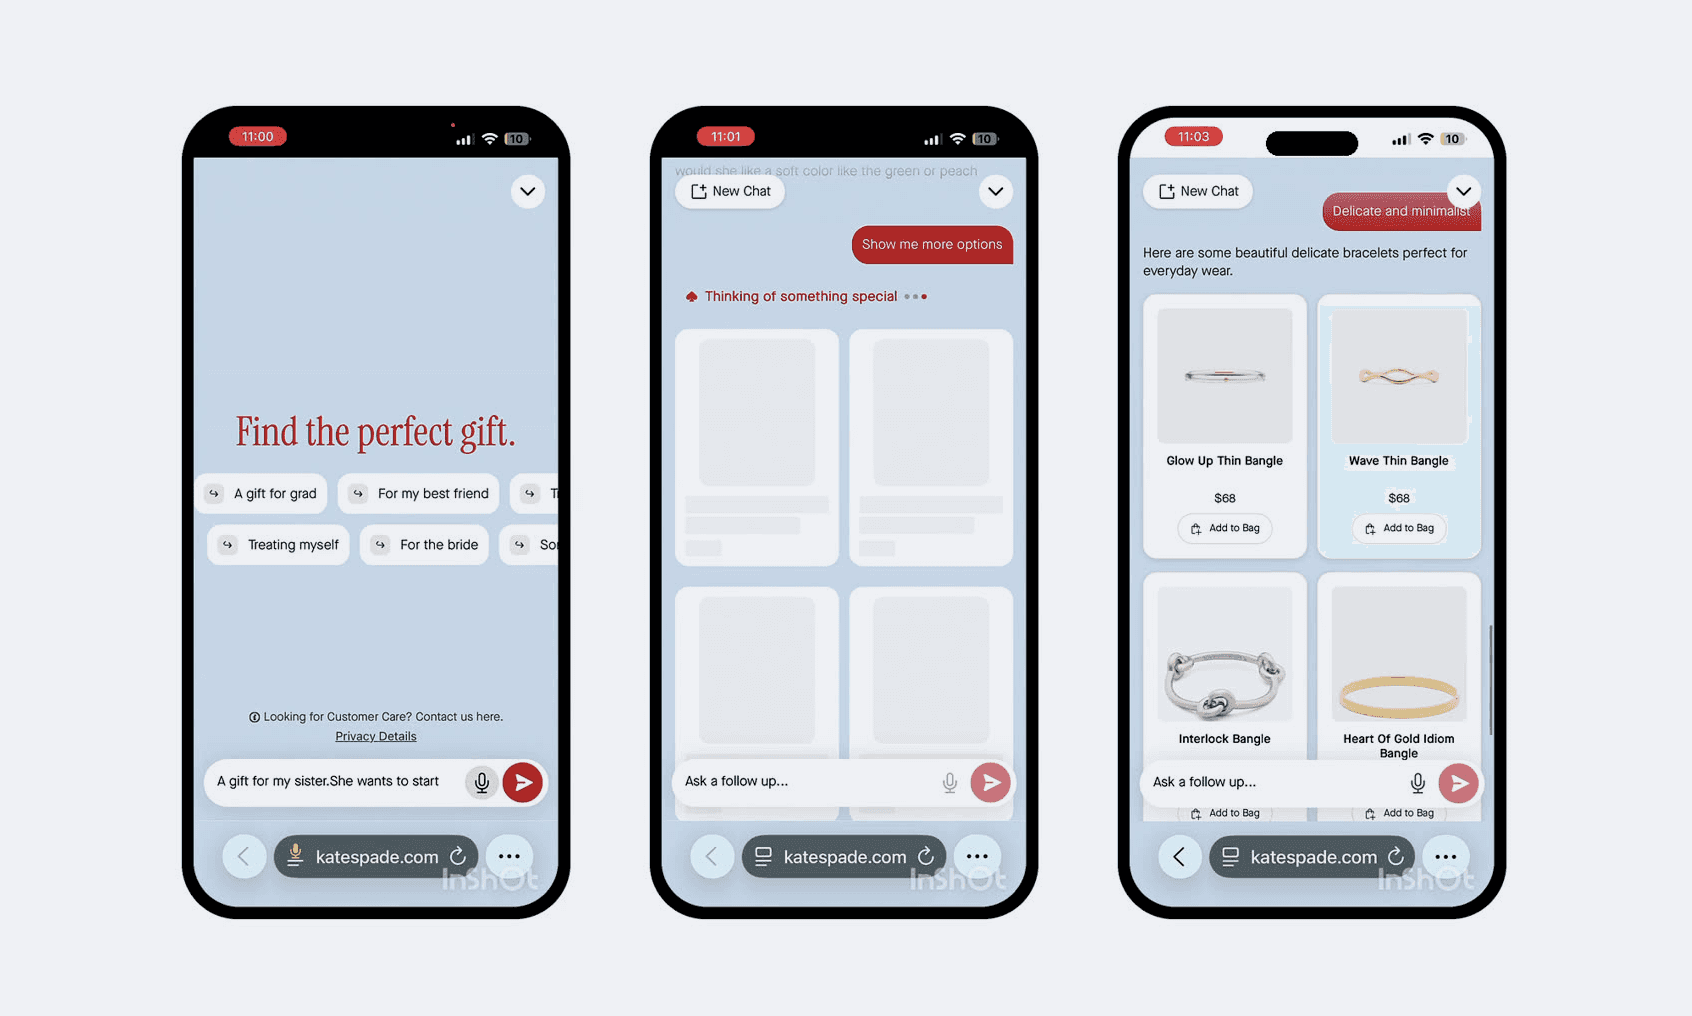 11:00
10
Find the perfect gift.
A gift for grad
For my best friend
Treating myself
For the bride
Looking for Customer Care? Contact us here.
Privacy Details
A gift for my sister.She wants to start
katespade.com
InShOt
11:01
10
would she like a soft color like the green or peach
New Chat
Show me more options
Thinking of something special
Ask a follow up...
katespade.com
InShOt
11:03
10
New Chat
Delicate and minimalist
Here are some beautiful delicate bracelets perfect for
everyday wear.
Glow Up Thin Bangle
$68
Add to Bag
Wave Thin Bangle
$68
Add to Bag
Interlock Bangle
Heart Of Gold Idiom
Bangle
Ask a follow up...
Add to Bag
Add to Bag
katespade.com
InShOt